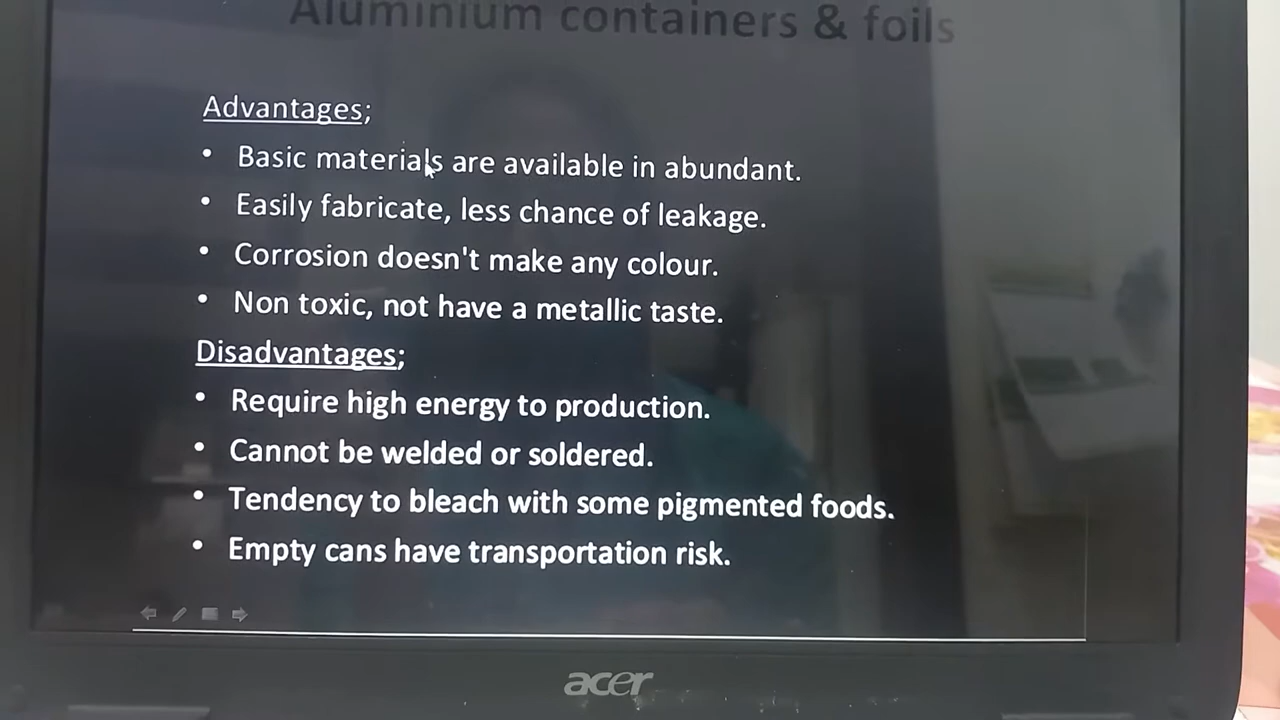 Aluminium containers & foils
Advantages;
• Basic materials are available in abundant.
• Easily fabricate, less chance of leakage.
• Corrosion doesn't make any colour.
• Non toxic, not have a metallic taste.
Disadvantages;
• Require high energy to production.
• Cannot be welded or soldered.
• Tendency to bleach with some pigmented foods.
• Empty cans have transportation risk.
acer